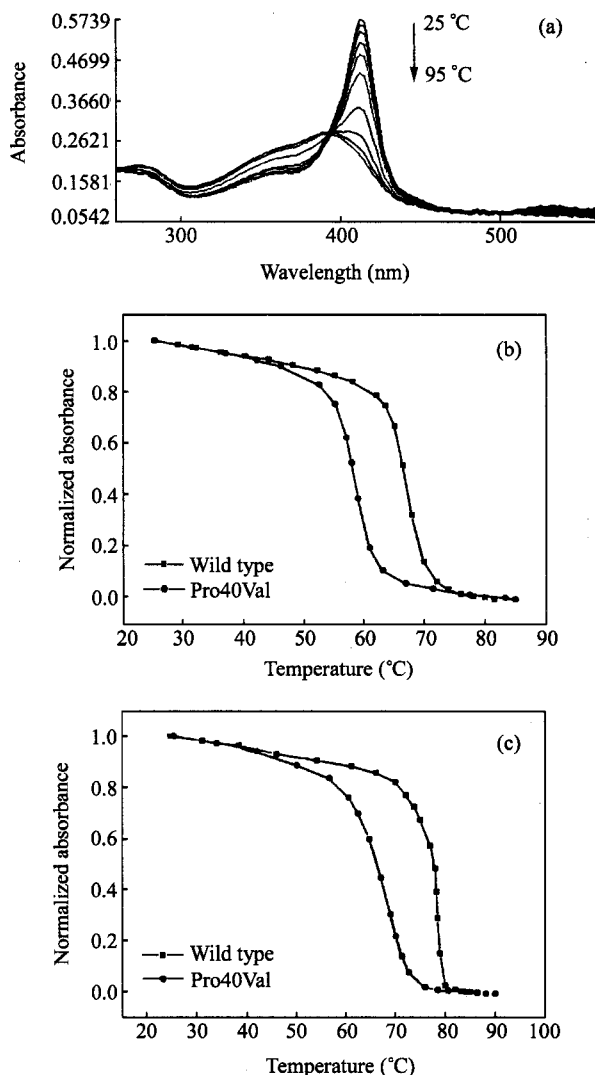 (a)
Absorbance
0.5739
0.4699
0.3660
0.2621
0.1581
0.0542
25 °C
95 °C
300
400
500
Wavelength (nm)
(b)
Normalized absorbance
1.0
0.8
0.6
0.4
0.2
0.0
Wild type
Pro40Val
20
30
40
50
60
70
80
90
Temperature (°C)
(c)
Normalized absorbance
1.0
0.8
0.6
0.4
0.2
0.0
Wild type
Pro40Val
20
30
40
50
60
70
80
90
100
Temperature (°C)